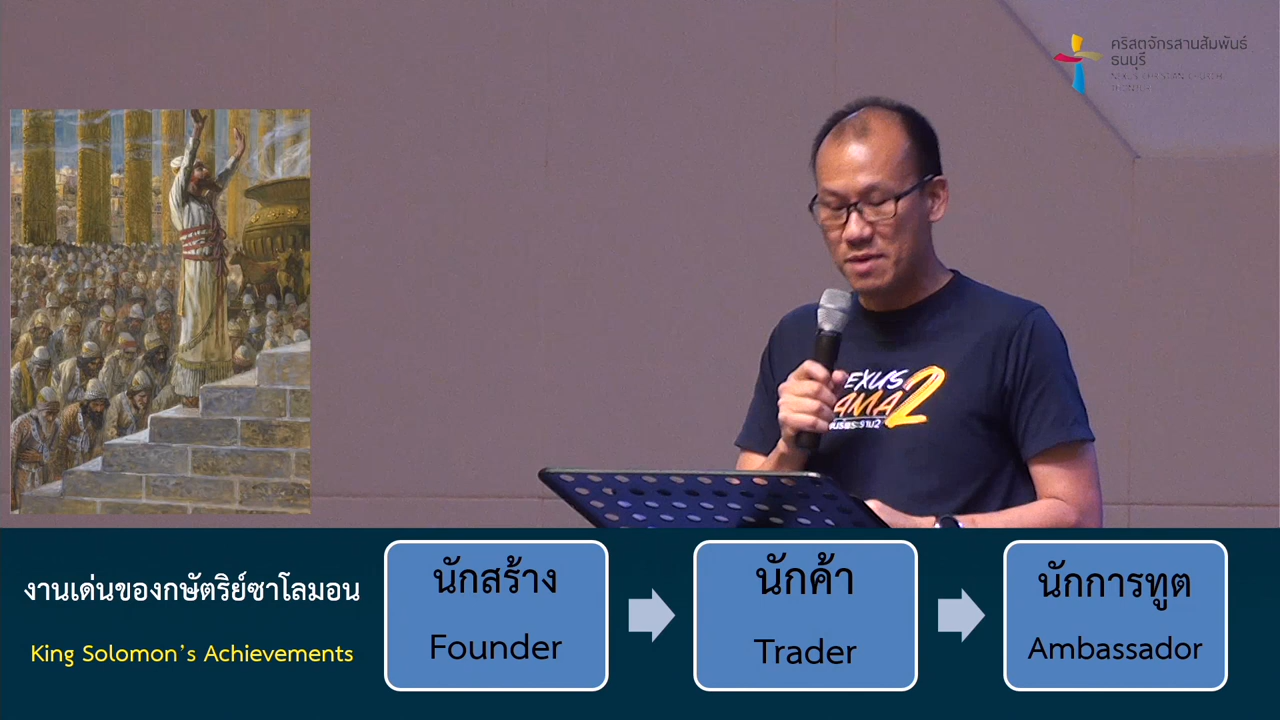 คริสตจักรสานสัมพันธ์
ธนบุรี
NEXUS CHRISTIAN CHURCH
EXUS
AMA2
งานเด่นของกษัตริย์ซาโลมอน
King Solomon's Achievements
นักสร้าง
Founder
นักค้า
Trader
นักการทูต
Ambassador